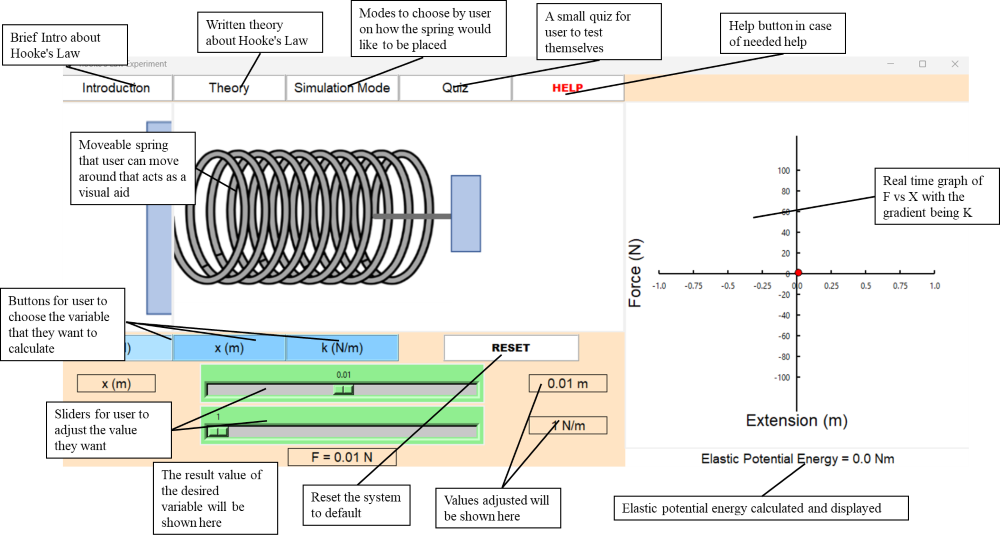 Brief Intro about
Hooke's Law
Written theory
about Hooke's Law
Modes to choose by user
on how the spring would
like to be placed
A small quiz for
user to test
themselves
Help button in case
of needed help
Experiment
Introduction
Theory
Simulation Mode
Quiz
HELP
Moveable spring
that user can move
around that acts as a
visual aid
Real time graph of
F vs X with the
gradient being K
100
80
60
40
20
0
-20
-40
-60
-80
-100
-1.0
-0.75
-0.5
-0.25
0.0
0.25
0.5
0.75
1.0
Force (N)
Extension (m)
Buttons for user to
choose the variable
that they want to
calculate
x (m)
k (N/m)
RESET
x (m)
0.01
0.01 m
Sliders for user to
adjust the value
they want
1
1 N/m
F = 0.01 N
Elastic Potential Energy = 0.0 Nm
The result value of
the desired
variable will be
shown here
Reset the system
to default
Values adjusted will
be shown here
Elastic potential energy calculated and displayed